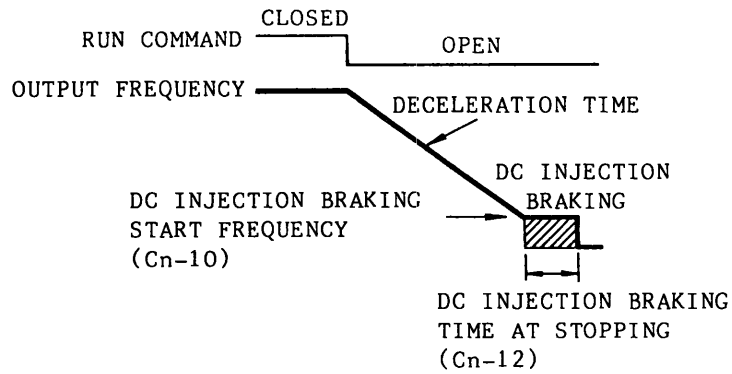 CLOSED
RUN COMMAND
OPEN
OUTPUT FREQUENCY
DECELERATION TIME
DC INJECTION
BRAKING
DC INJECTION BRAKING
START FREQUENCY
(Cn-10)
DC INJECTION BRAKING
TIME AT STOPPING
(Cn-12)